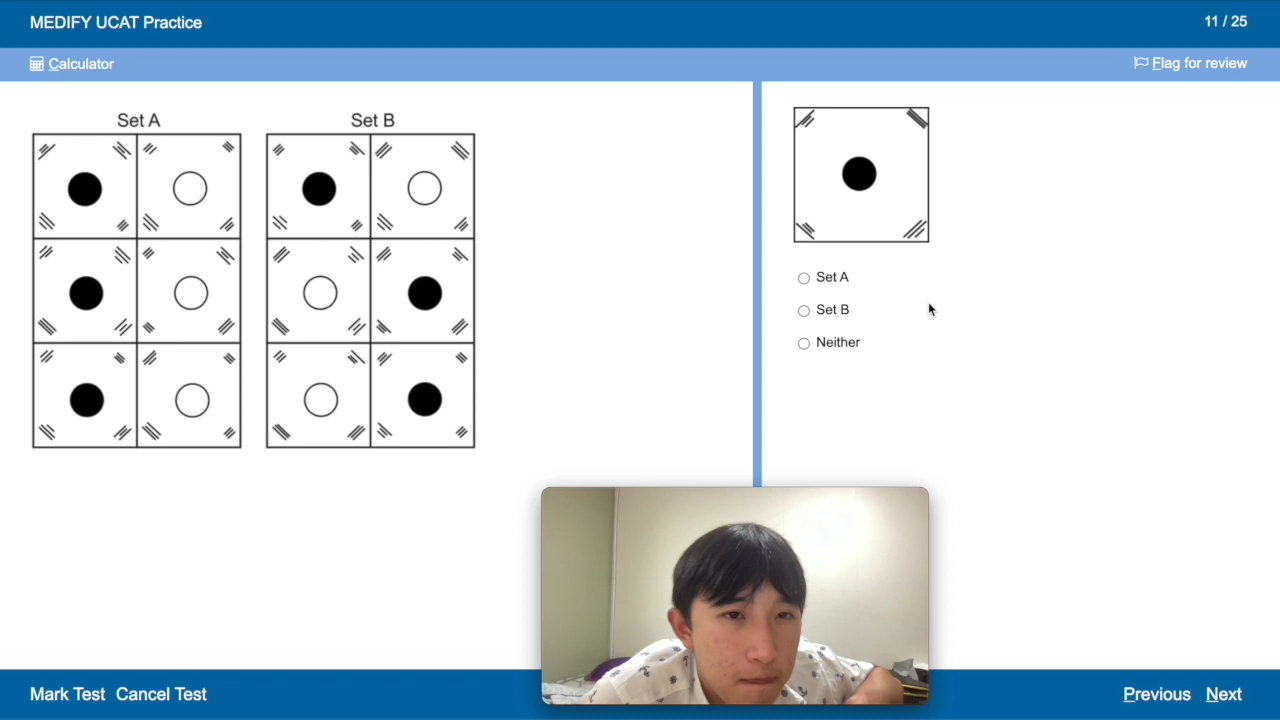 MEDIFY UCAT Practice
11 / 25
Calculator
Flag for review
Set A
Set B
Set A
Set B
Neither
Mark Test
Cancel Test
Previous
Next